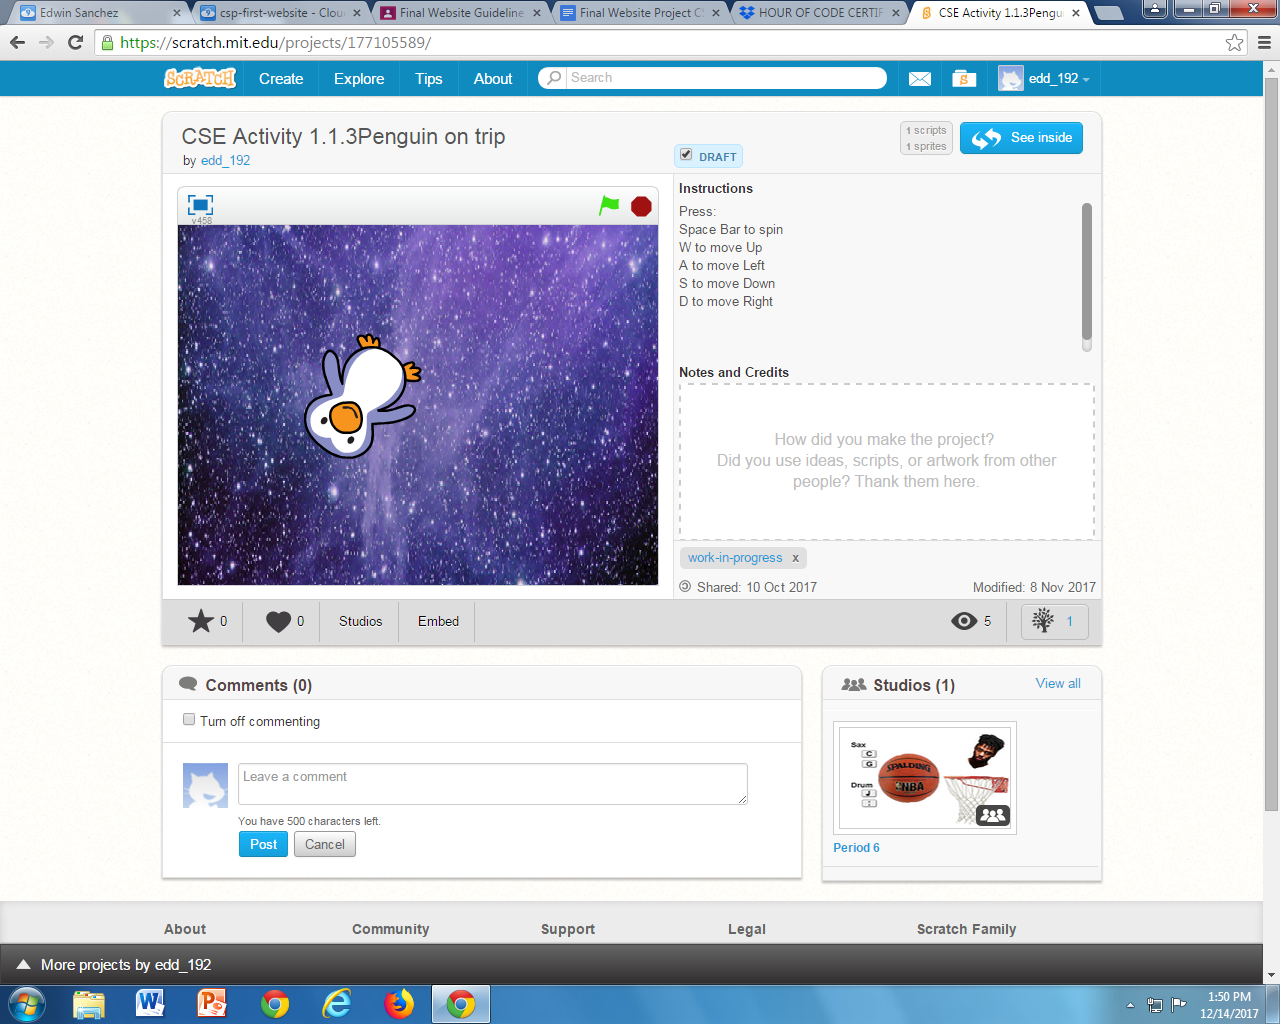 Edwin Sanchez
csp-first-website - Clou
Final Website Guideline
Final Website Project CS
HOUR OF CODE CERTIF
CSE Activity 1.1.3Pengu
https://scratch.mit.edu/projects/177105589/
SCRATCH
Create
Explore
Tips
About
Search
edd_192
CSE Activity 1.1.3Penguin on trip
by edd_192
DRAFT
1 scripts
1 sprites
See inside
v458
Instructions
Press:
Space Bar to spin
W to move Up
A to move Left
S to move Down
D to move Right
Notes and Credits
How did you make the project?
Did you use ideas, scripts, or artwork from other
people? Thank them here.
work-in-progress x
Shared: 10 Oct 2017 Modified: 8 Nov 2017
0
0
Studios
Embed
5
1
Comments (0)
Turn off commenting
Leave a comment
You have 500 characters left.
Post Cancel
Studios (1)
View all
Sax
C
G
Drum
SPALDING
NBA
Period 6
About
Community
Support
Legal
Scratch Family
More projects by edd_192
1:50 PM
12/14/2017